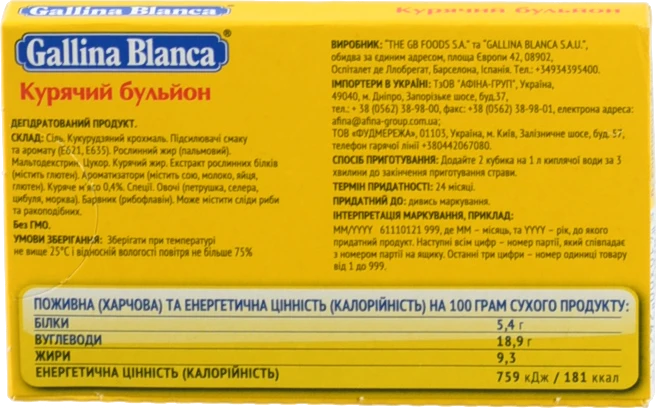 Gallina Blanca®
Курячий бульйон
Gallina Blanca®
Курячий бульйон
ДЕГІДРАТОВАНИЙ ПРОДУКТ.
СКЛАД: Сіль. Кукурудзяний крохмаль. Підсилювачі смаку
та аромату (E621, E635). Рослинний жир (пальмовий).
Мальтодекстрин. Цукор. Курячий жир. Екстракт рослинних білків
(містить глютен). Ароматизатори (містить сою, молоко, яйця,
глютен). Куряче м'ясо 0,4%. Спеції. Овочі (петрушка, селера,
цибуля, морква). Барвник (рибофлавін). Може містити сліди риби
та ракоподібних.
Без ГМО.
УМОВИ ЗБЕРІГАННЯ: Зберігати при температурі
не вище 25°C і відносній вологості повітря не більше 75%
ВИРОБНИК: "THE GB FOODS S.A." та "GALLINA BLANCA S.A.U.",
обидва за єдиним адресом, площа Європи 42, 08902,
Оспіталет де Ллобрегат, Барселона, Іспанія. Тел.: +34934395400.
ІМПОРТЕРИ В УКРАЇНІ: ТзОВ "АФІНА-ГРУП", Україна,
49040, м. Дніпро, Запорізьке шосе, буд.37,
тел.: +38 (0562) 38-98-00, факс: +38 (0562) 38-98-01, електрона адреса:
afina@afina-group.com.ua;
ТОВ «ФУДМЕРЕЖА», 01103, Україна, м. Київ, Залізничне шосе, буд. 57,
телефон гарячої лінії +380442067080.
СПОСІБ ПРИГОТУВАННЯ: Додайте 2 кубика на 1 л киплячої води за 3
хвилини до закінчення приготування страви.
ТЕРМІН ПРИДАТНОСТІ: 24 місяці.
ПРИДАТНИЙ ДО: дивись маркування.
ІНТЕРПРЕТАЦІЯ МАРКУВАННЯ, ПРИКЛАД:
MM/YYYY 61110121 999, де MM – місяць, та YYYY – рік, до якого
придатний продукт. Наступні всім цифр – номер партії, який співпадає
з номером партії на ящику. Останні три цифри – номер одиниці товару
від 1 до 999.
ПОЖИВНА (ХАРЧОВА) ТА ЕНЕРГЕТИЧНА ЦІННІСТЬ (КАЛОРІЙНІСТЬ) НА 100 ГРАМ СУХОГО ПРОДУКТУ:
БІЛКИ 5,4 г
ВУГЛЕВОДИ 18,9 г
ЖИРИ 9,3
ЕНЕРГЕТИЧНА ЦІННІСТЬ (КАЛОРІЙНІСТЬ) 759 кДж / 181 ккал